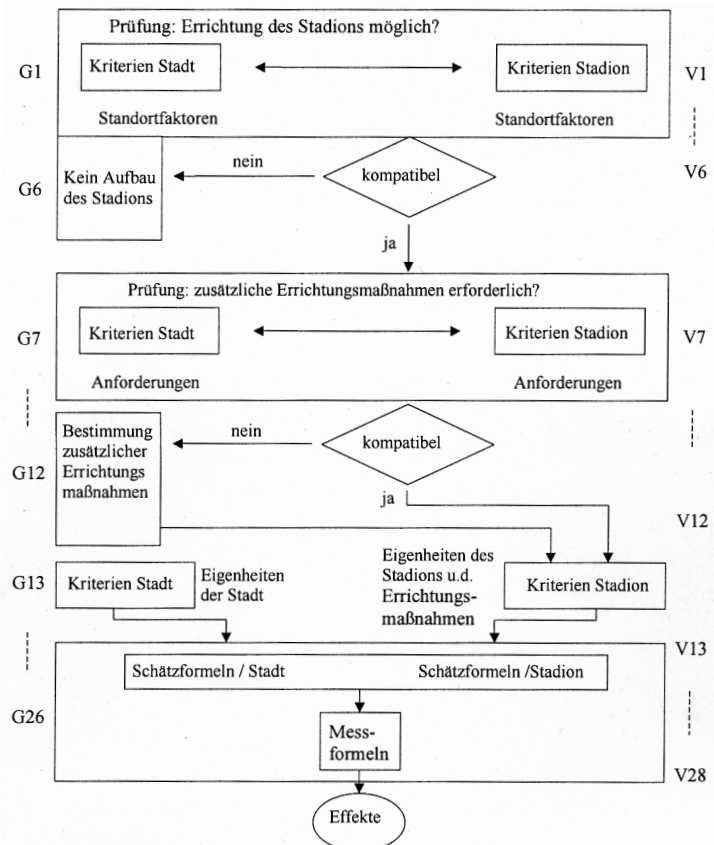 Prüfung: Errichtung des Stadions möglich?
G1
Kriterien Stadt
Kriterien Stadion
V1
Standortfaktoren
Standortfaktoren
G6
Kein Aufbau
des Stadions
nein
kompatibel
V6
ja
Prüfung: zusätzliche Errichtungsmaßnahmen erforderlich?
G7
Kriterien Stadt
Kriterien Stadion
V7
Anforderungen
Anforderungen
Bestimmung
zusätzlicher
Errichtungs
maßnahmen
nein
kompatibel
G12
ja
V12
G13
Kriterien Stadt
Eigenheiten
der Stadt
Eigenheiten des
Stadions u.d.
Errichtungs-
maßnahmen
Kriterien Stadion
V13
Schätzformeln / Stadt
Schätzformeln /Stadion
G26
Mess-
formeln
V28
Effekte